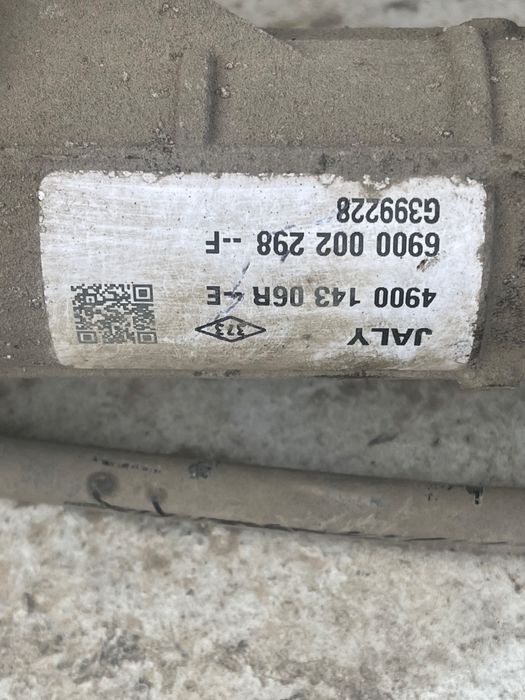 JALY
373
4900 143 06R --E
6900 002 298 --F
G399228